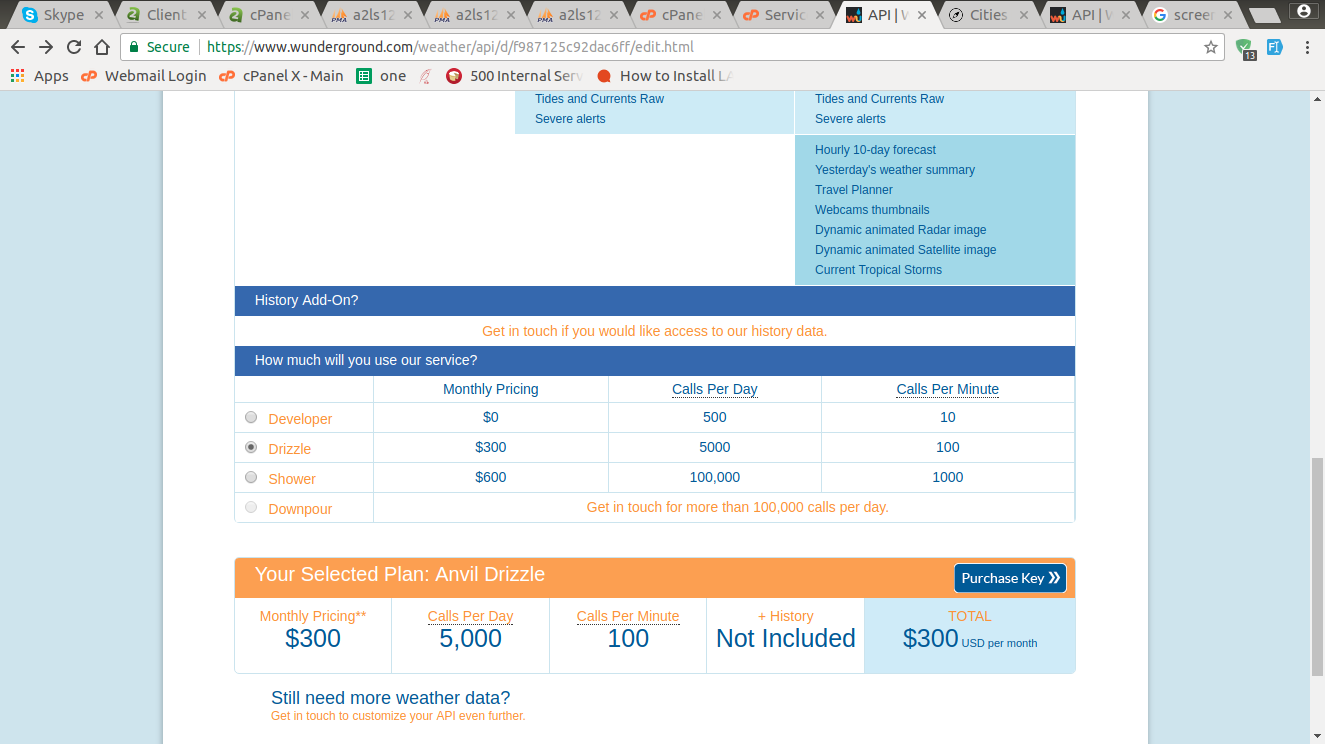 Skype
Client
cPane
a2ls12
a2ls12
a2ls12
cPane
Servic
API | W
Cities
API | W
screen
Secure
https://www.wunderground.com/weather/api/d/f987125c92dac6ff/edit.html
13
Apps
Webmail Login
cPanel X - Main
one
500 Internal Serv
How to Install LA
Tides and Currents Raw Tides and Currents Raw
Severe alerts Severe alerts
Hourly 10-day forecast
Yesterday's weather summary
Travel Planner
Webcams thumbnails
Dynamic animated Radar image
Dynamic animated Satellite image
Current Tropical Storms
History Add-On?
Get in touch if you would like access to our history data.
How much will you use our service?
Monthly Pricing Calls Per Day Calls Per Minute
Developer $0 500 10
Drizzle $300 5000 100
Shower $600 100,000 1000
Downpour Get in touch for more than 100,000 calls per day.
Your Selected Plan: Anvil Drizzle Purchase Key »
Monthly Pricing** Calls Per Day Calls Per Minute + History TOTAL
$300 5,000 100 Not Included $300 USD per month
Still need more weather data?
Get in touch to customize your API even further.